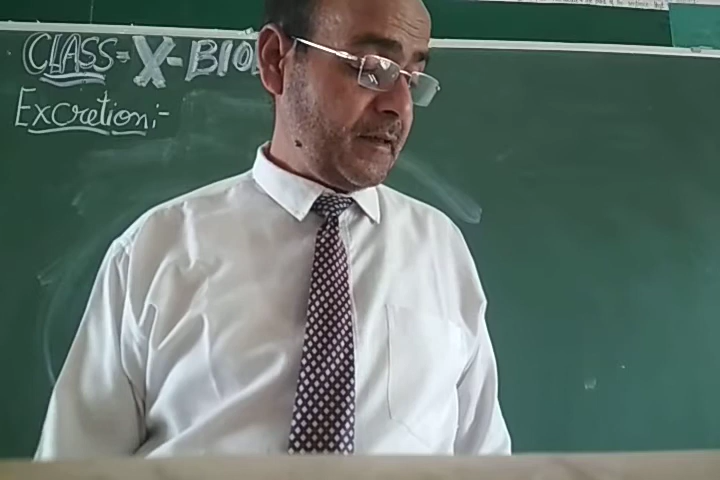 CLASS = X - BIO
Excretion:-